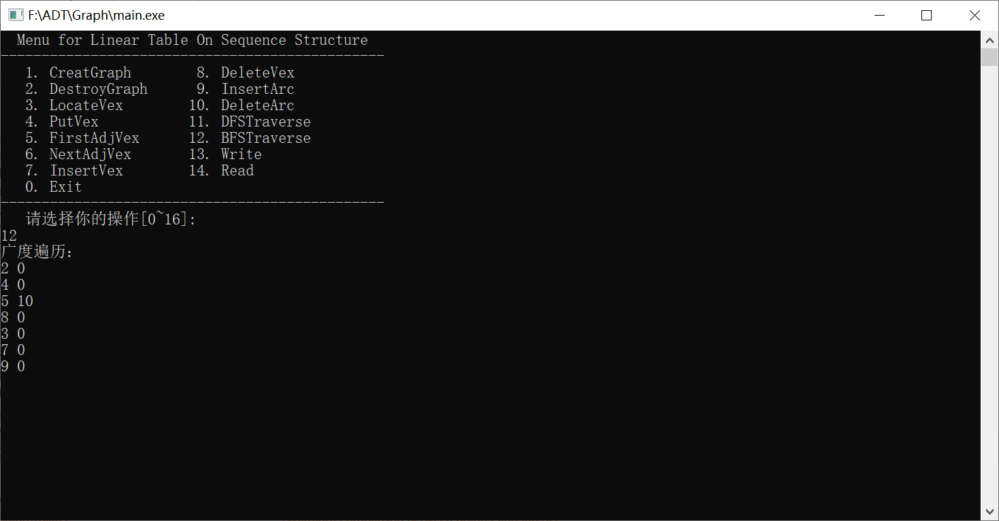 F:\ADT\Graph\main.exe
Menu for Linear Table On Sequence Structure
-----------------------------------------------
1. CreatGraph 8. DeleteVex
2. DestroyGraph 9. InsertArc
3. LocateVex 10. DeleteArc
4. PutVex 11. DFSTraverse
5. FirstAdjVex 12. BFSTraverse
6. NextAdjVex 13. Write
7. InsertVex 14. Read
0. Exit
-----------------------------------------------
请选择你的操作[0~16]:
12
广度遍历:
2 0
4 0
5 10
8 0
3 0
7 0
9 0